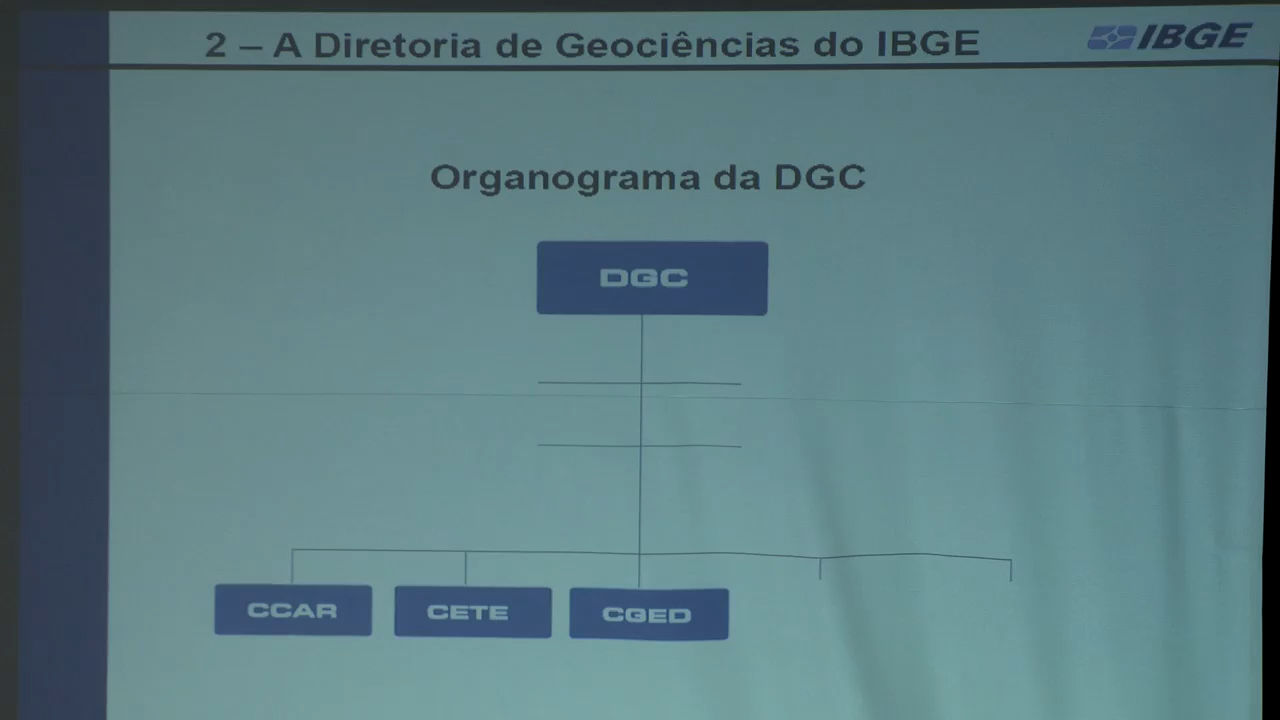 2 – A Diretoria de Geociências do IBGE
IBGE
Organograma da DGC
DGC
CCAR
CETE
CGED